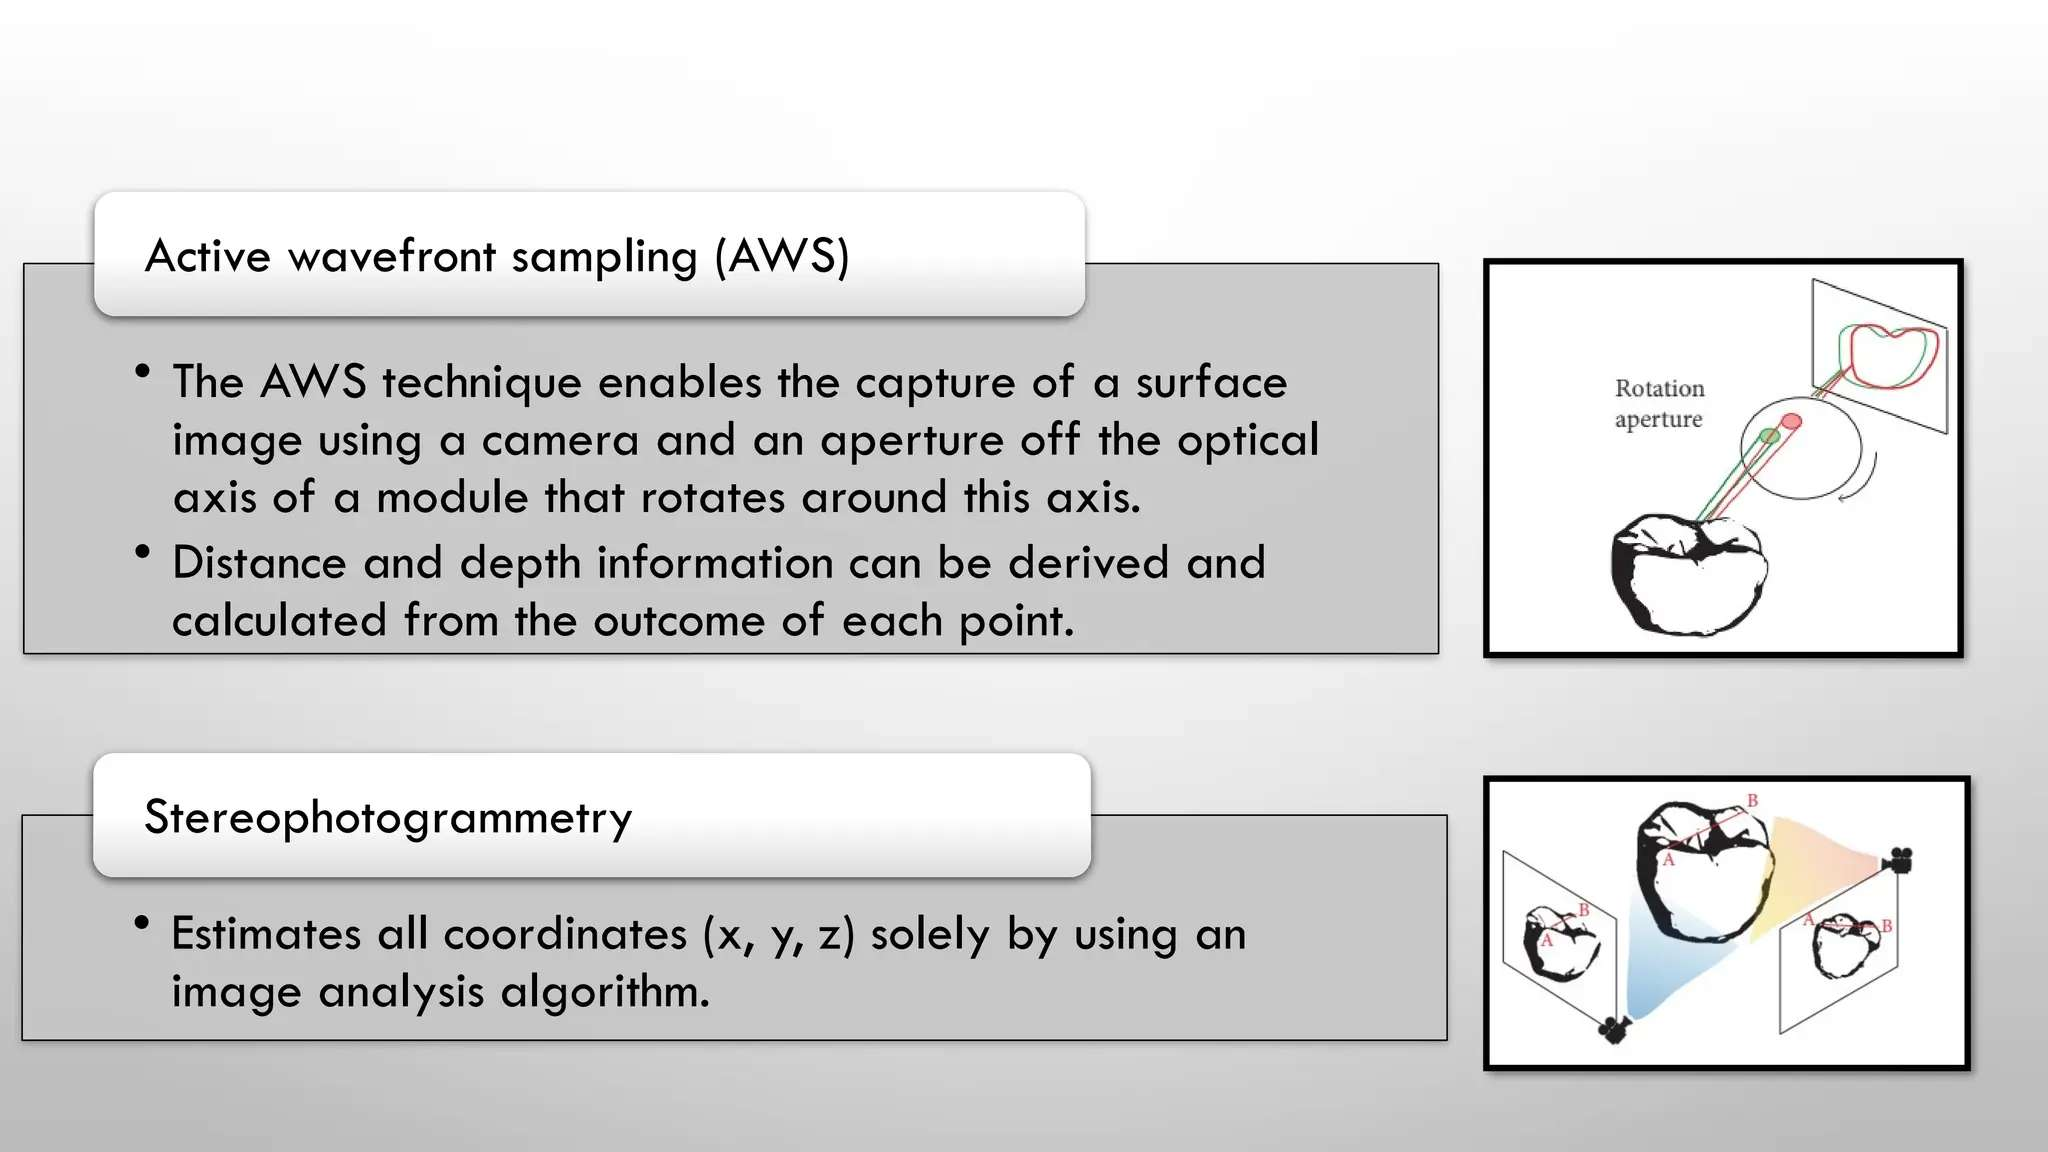 Active wavefront sampling (AWS)
• The AWS technique enables the capture of a surface
image using a camera and an aperture off the optical
axis of a module that rotates around this axis.
• Distance and depth information can be derived and
calculated from the outcome of each point.
Rotation
aperture
Stereophotogrammetry
• Estimates all coordinates (x, y, z) solely by using an
image analysis algorithm.
B
A
B
A
A
B